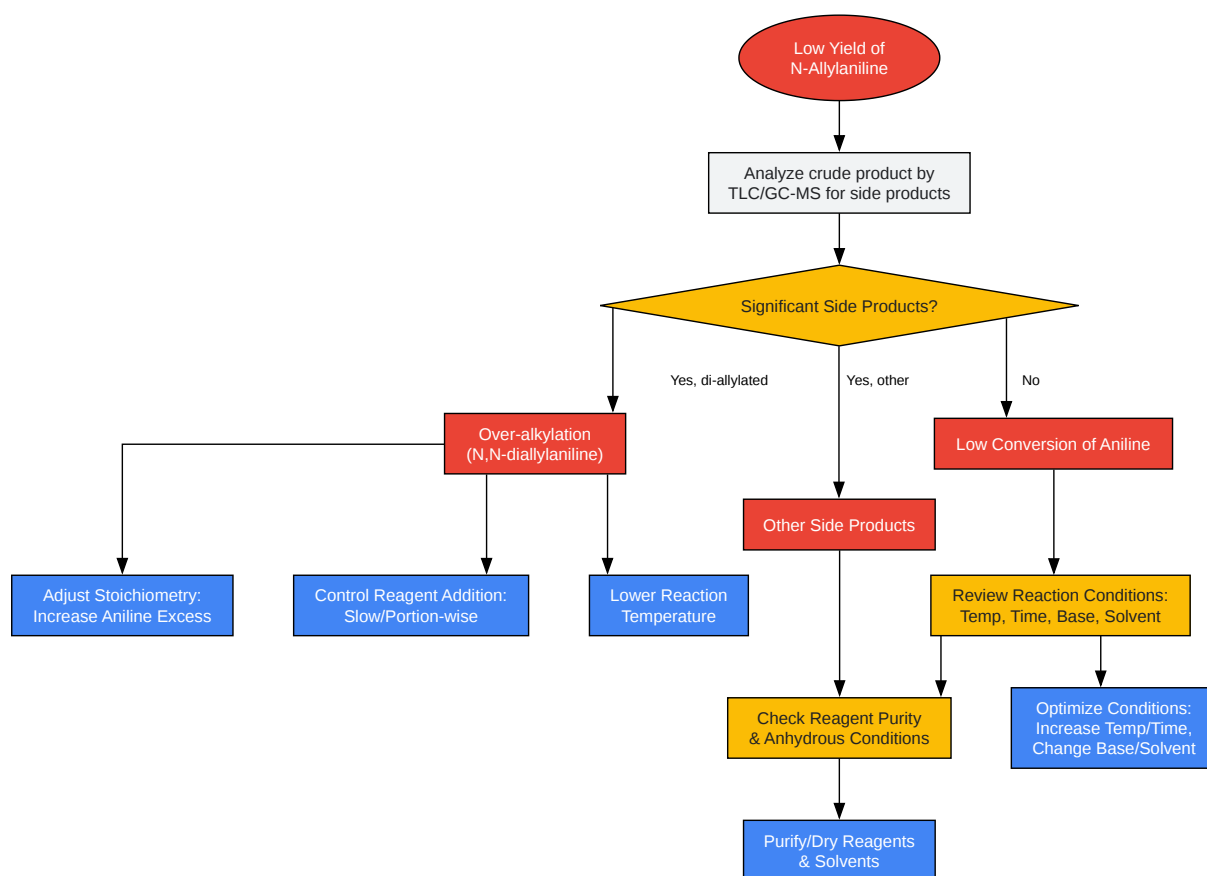 Low Yield of
N-Allylaniline
Analyze crude product by
TLC/GC-MS for side products
Significant Side Products?
Yes, di-allylated
Yes, other
No
Over-alkylation
(N,N-diallylaniline)
Low Conversion of Aniline
Other Side Products
Adjust Stoichiometry:
Increase Aniline Excess
Control Reagent Addition:
Slow/Portion-wise
Lower Reaction
Temperature
Review Reaction Conditions:
Temp, Time, Base, Solvent
Check Reagent Purity
& Anhydrous Conditions
Optimize Conditions:
Increase Temp/Time,
Change Base/Solvent
Purify/Dry Reagents
& Solvents